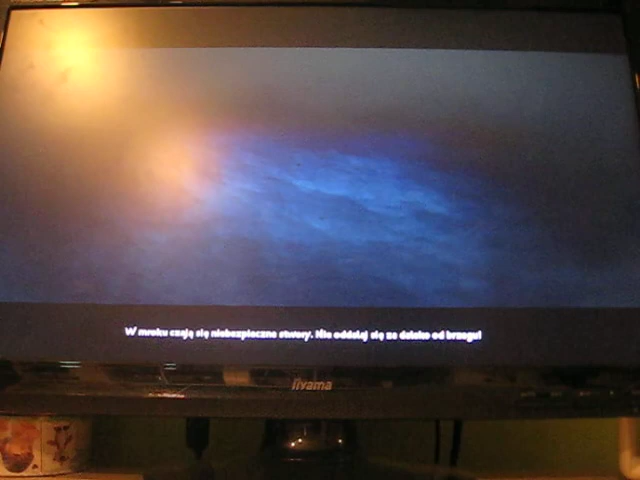 W mroku czają się niebezpieczne stwory. Nie oddalaj się za daleko od brzegu!
iiyama